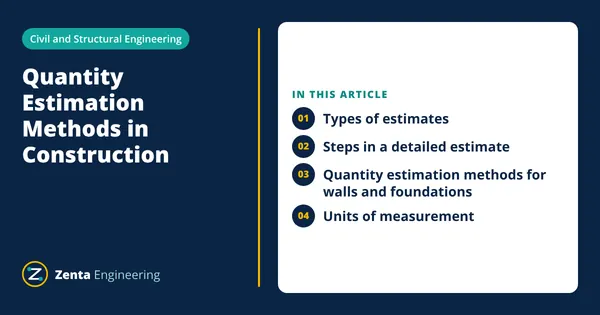 Civil and Structural Engineering
Quantity
Estimation
Methods in
Construction
Zenta Engineering
IN THIS ARTICLE
01 Types of estimates
02 Steps in a detailed estimate
03 Quantity estimation methods for
walls and foundations
04 Units of measurement